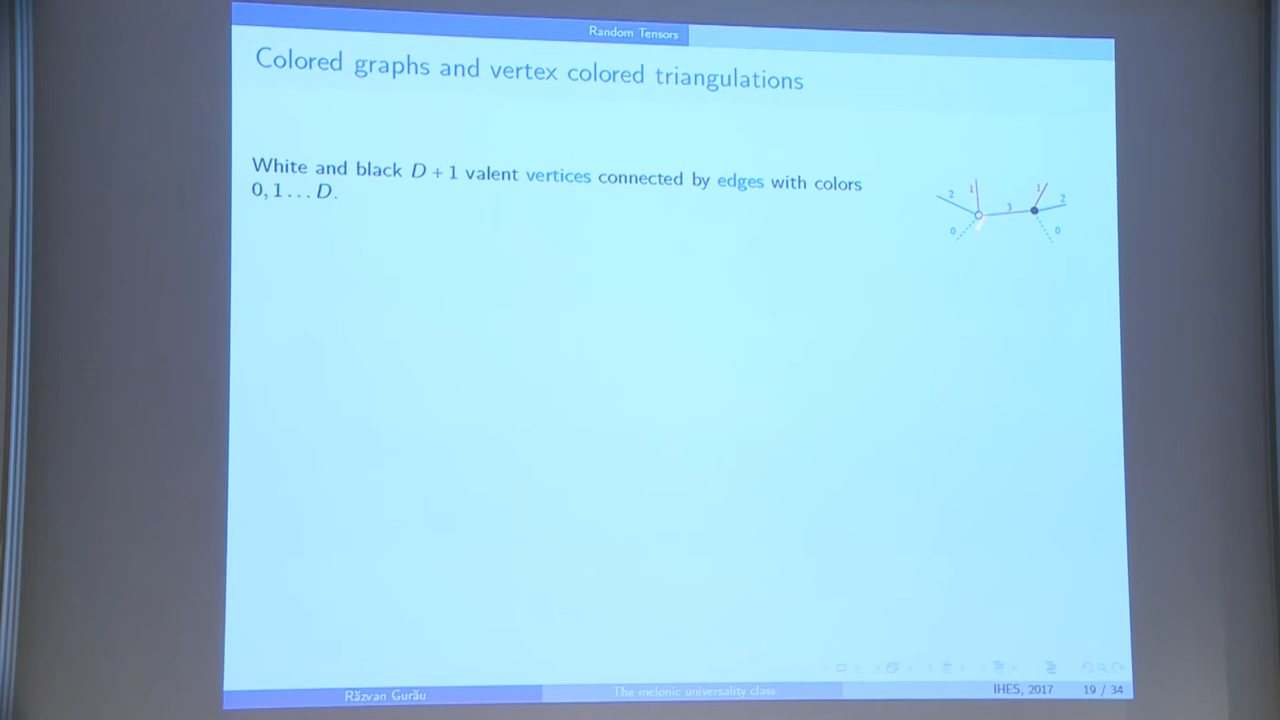 Random Tensors
Colored graphs and vertex colored triangulations
White and black D + 1 valent vertices connected by edges with colors
0, 1 . . . D.
2 1 3 1 2
0 0
Răzvan Gurău The melonic universality class IHES, 2017 19 / 34